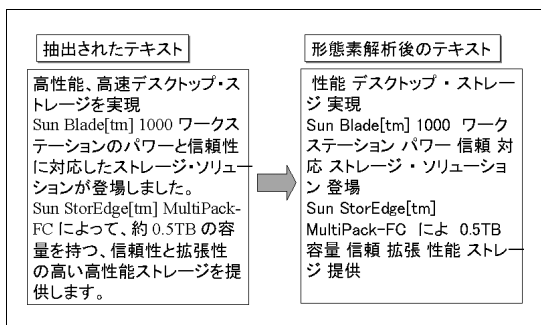 抽出されたテキスト
高性能、高速デスクトップ・ス
トレージを実現
Sun Blade[tm] 1000 ワークス
テーションのパワーと信頼性
に対応したストレージ・ソリュー
ションが登場しました。
Sun StorEdge[tm] MultiPack-
FC によって、約 0.5TB の容
量を持つ、信頼性と拡張性
の高い高性能ストレージを提
供します。
形態素解析後のテキスト
性能 デスクトップ ・ ストレー
ジ 実現
Sun Blade[tm] 1000 ワーク
ステーション パワー 信頼 対
応 ストレージ ・ ソリューショ
ン 登場
Sun StorEdge[tm]
MultiPack-FC によ 0.5TB
容量 信頼 拡張 性能 ストレー
ジ 提供